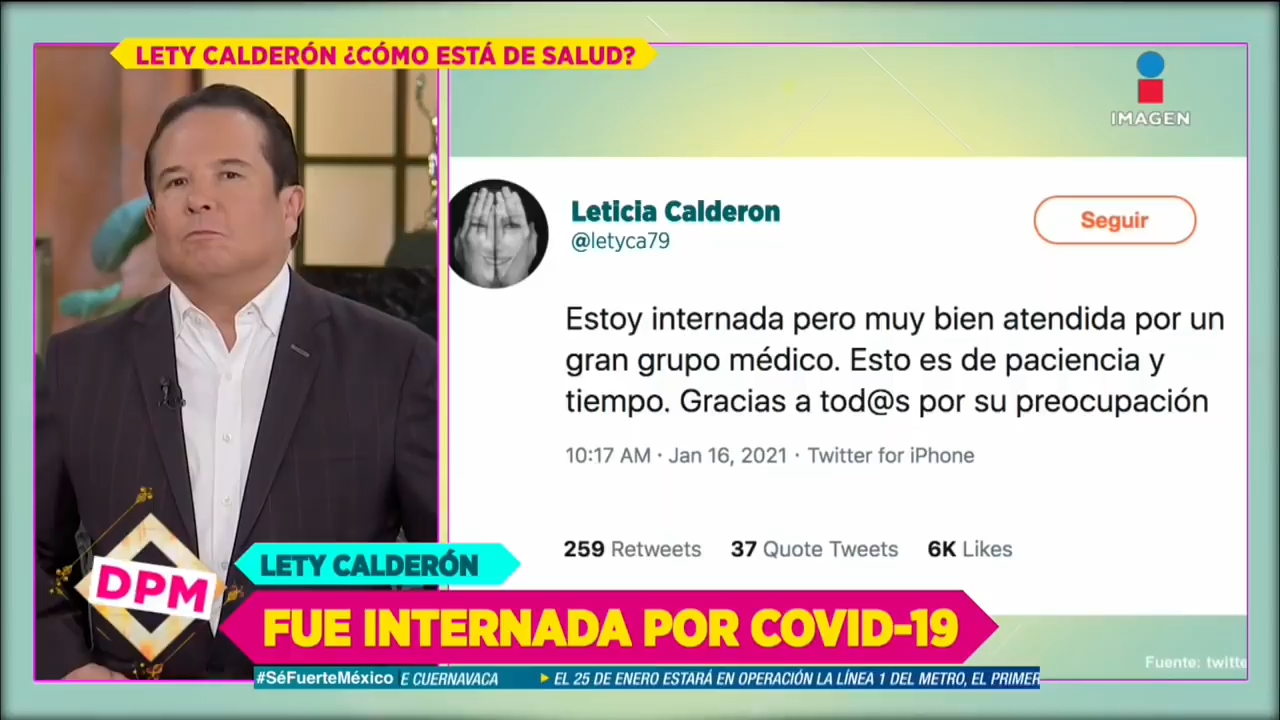 LETY CALDERÓN ¿CÓMO ESTÁ DE SALUD?
IMAGEN
Leticia Calderon
@letyca79
Seguir
Estoy internada pero muy bien atendida por un
gran grupo médico. Esto es de paciencia y
tiempo. Gracias a tod@s por su preocupación
10:17 AM · Jan 16, 2021 · Twitter for iPhone
259 Retweets 37 Quote Tweets 6K Likes
LETY CALDERÓN
DPM
FUE INTERNADA POR COVID-19
Fuente: twitte
#SéFuerteMéxico E CUERNAVACA EL 25 DE ENERO ESTARÁ EN OPERACIÓN LA LÍNEA 1 DEL METRO, EL PRIMER